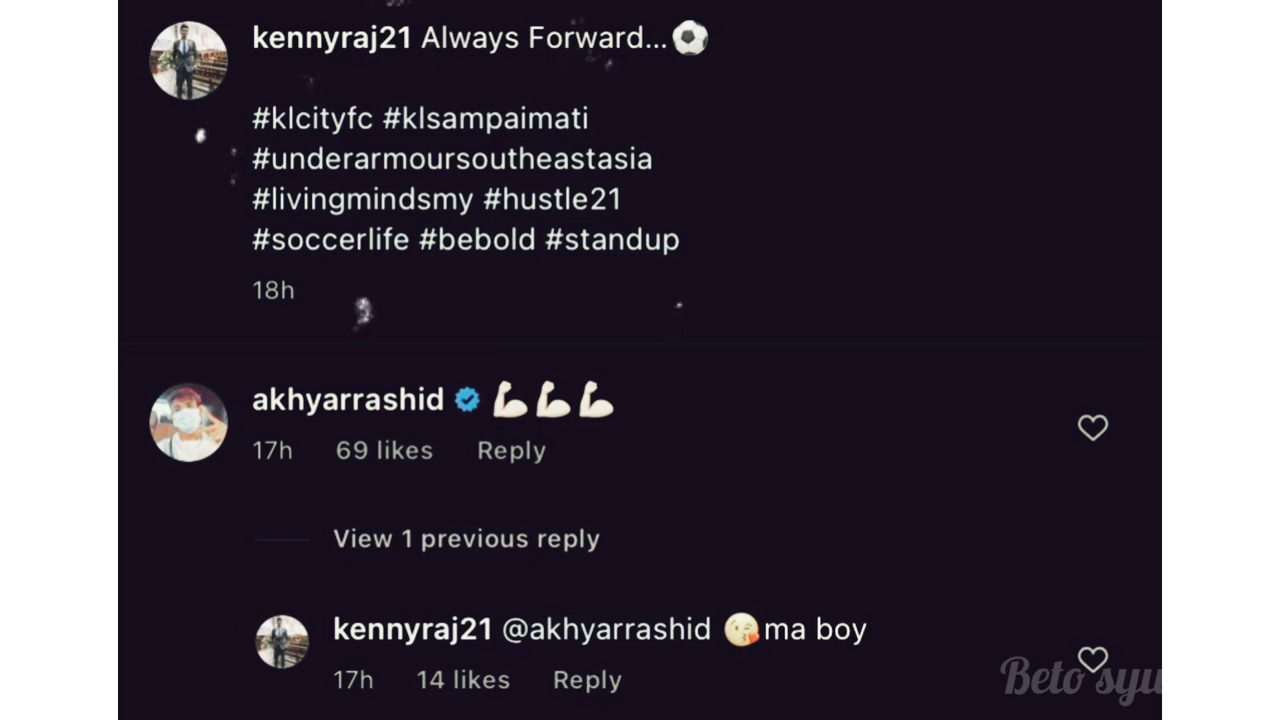 kennyraj21 Always Forward...⚽
#klcityfc #klsampaimati
#underarmoursoutheastasia
#livingmindsmy #hustle21
#soccerlife #bebold #standup
18h
akhyarrashid 💪💪💪
17h 69 likes Reply
View 1 previous reply
kennyraj21 @akhyarrashid 😘ma boy
17h 14 likes Reply
Beto